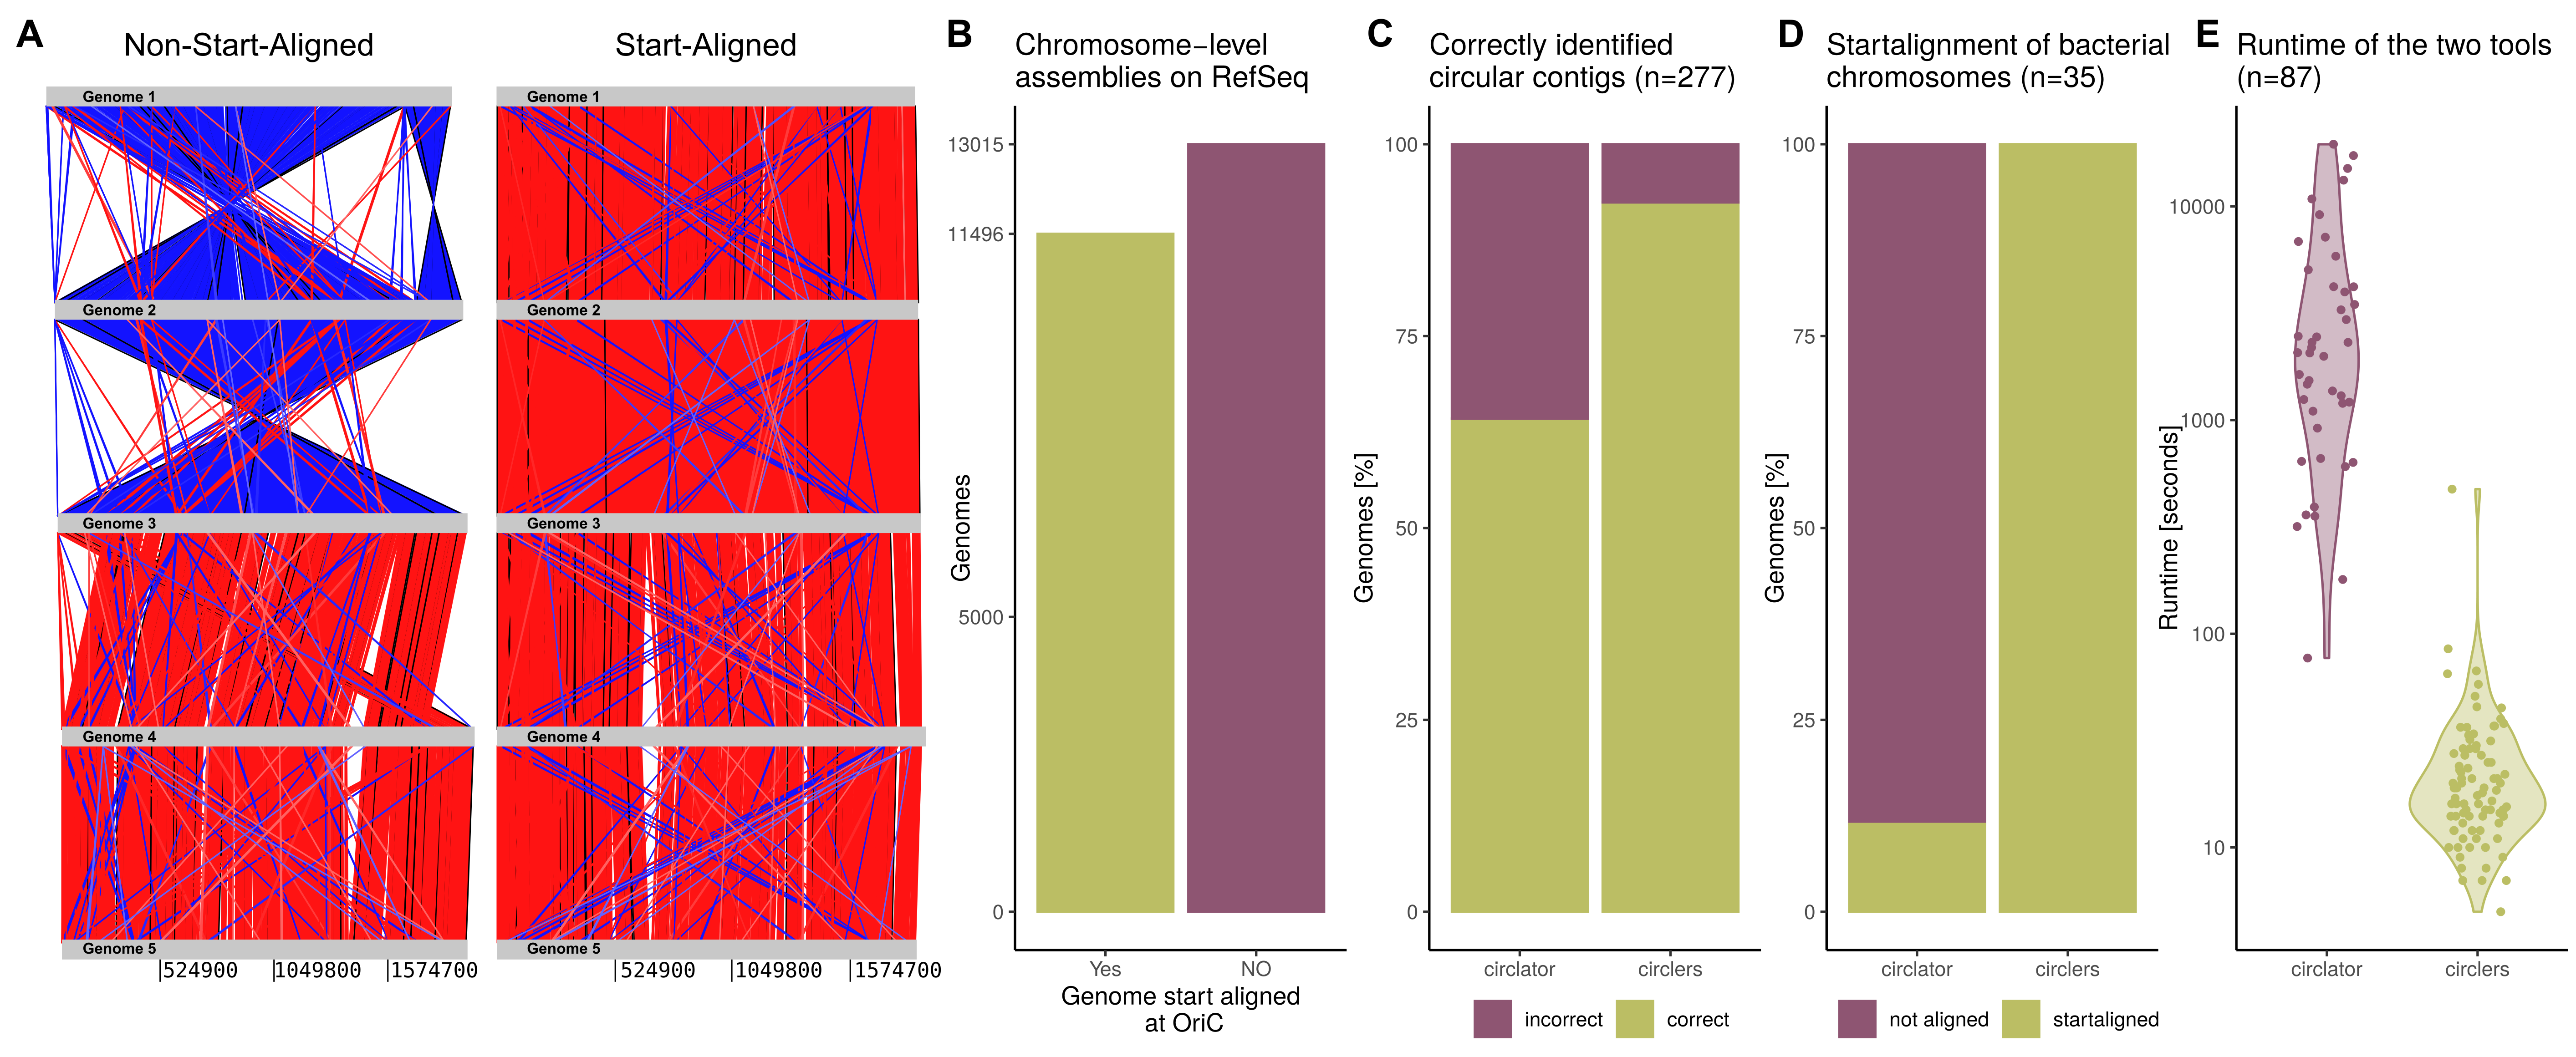 A
Non-Start-Aligned
Start-Aligned
Genome 1
Genome 2
Genome 3
Genome 4
Genome 5
|524900
|1049800
|1574700
Genome 1
Genome 2
Genome 3
Genome 4
Genome 5
|524900
|1049800
|1574700
B
Chromosome−level
assemblies on RefSeq
Genomes
13015
11496
5000
0
Yes
NO
Genome start aligned
at OriC
C
Correctly identified
circular contigs (n=277)
Genomes [%]
100
75
50
25
0
circlator
circlers
incorrect
correct
D
Startalignment of bacterial
chromosomes (n=35)
Genomes [%]
100
75
50
25
0
circlator
circlers
not aligned
startaligned
E
Runtime of the two tools
(n=87)
Runtime [seconds]
10000
1000
100
10
circlator
circlers